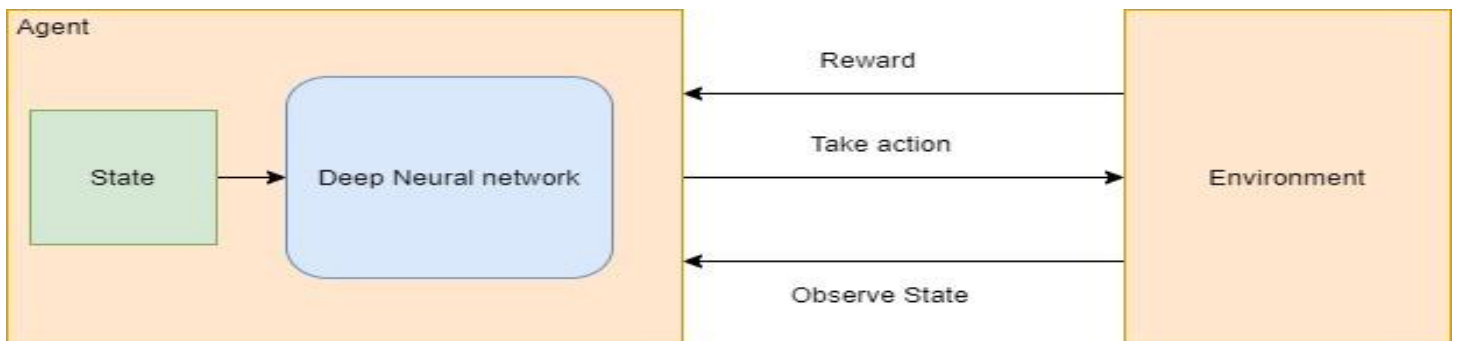 Agent
Reward
Take action
State
Deep Neural network
Environment
Observe State